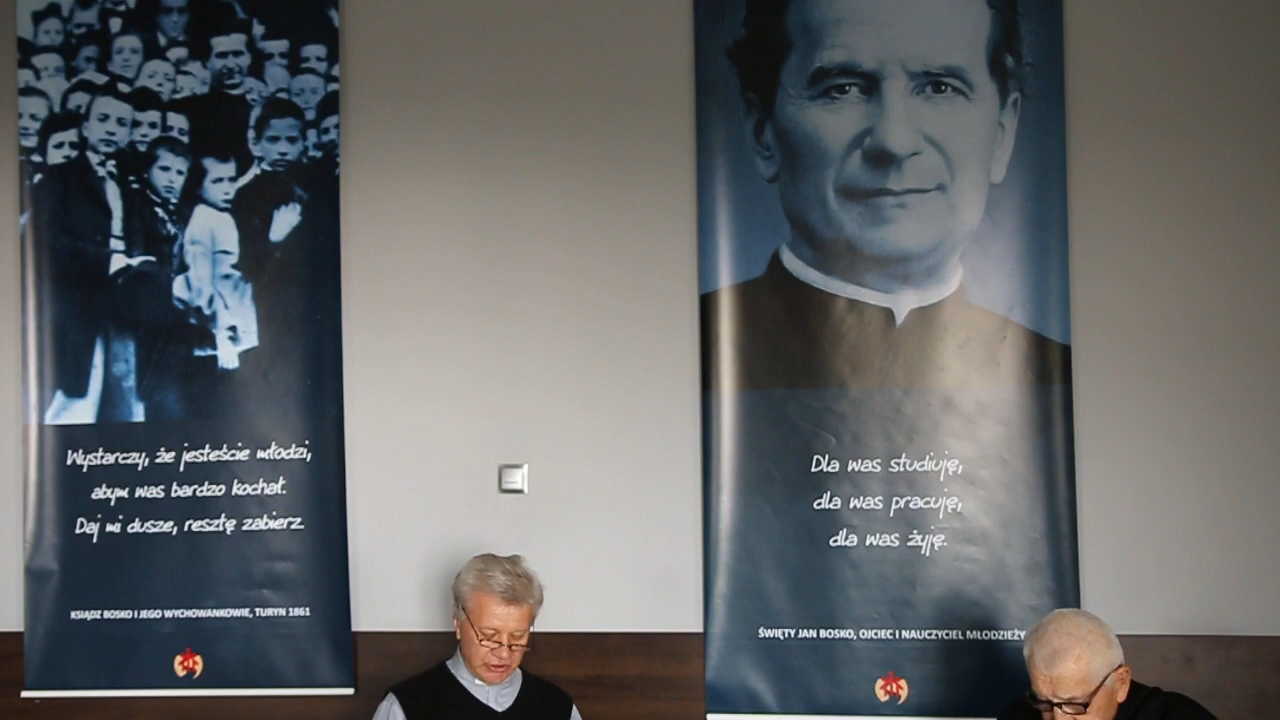 Wystarczy, że jesteście młodzi,
abym was bardzo kochał.
Daj mi dusze, resztę zabierz.
KSIĄDZ BOSKO I JEGO WYCHOWANKOWIE, TURYN 1861
Dla was studiuję,
dla was pracuję,
dla was żyję.
ŚWIĘTY JAN BOSKO, OJCIEC I NAUCZYCIEL MŁODZIEŻY